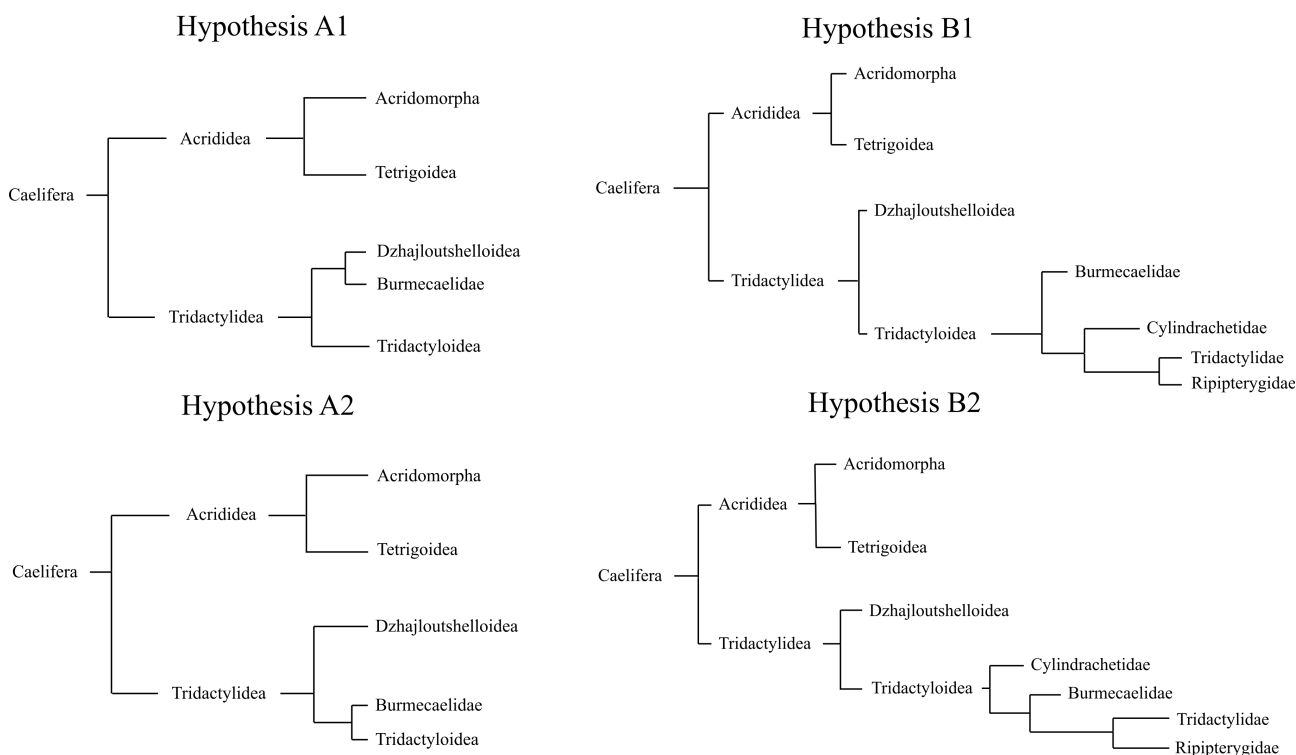 Hypothesis A1
Acridomorpha
Acrididea
Tetrigoidea
Caelifera
Dzhajloutshelloidea
Burmecaelidae
Tridactylidea
Tridactyloidea
Hypothesis B1
Acridomorpha
Acrididea
Tetrigoidea
Caelifera
Dzhajloutshelloidea
Burmecaelidae
Tridactylidea
Cylindrachetidae
Tridactyloidea
Tridactylidae
Ripipterygidae
Hypothesis A2
Acridomorpha
Acrididea
Tetrigoidea
Caelifera
Dzhajloutshelloidea
Tridactylidea
Burmecaelidae
Tridactyloidea
Hypothesis B2
Acridomorpha
Acrididea
Tetrigoidea
Caelifera
Dzhajloutshelloidea
Tridactylidea
Cylindrachetidae
Tridactyloidea
Burmecaelidae
Tridactylidae
Ripipterygidae